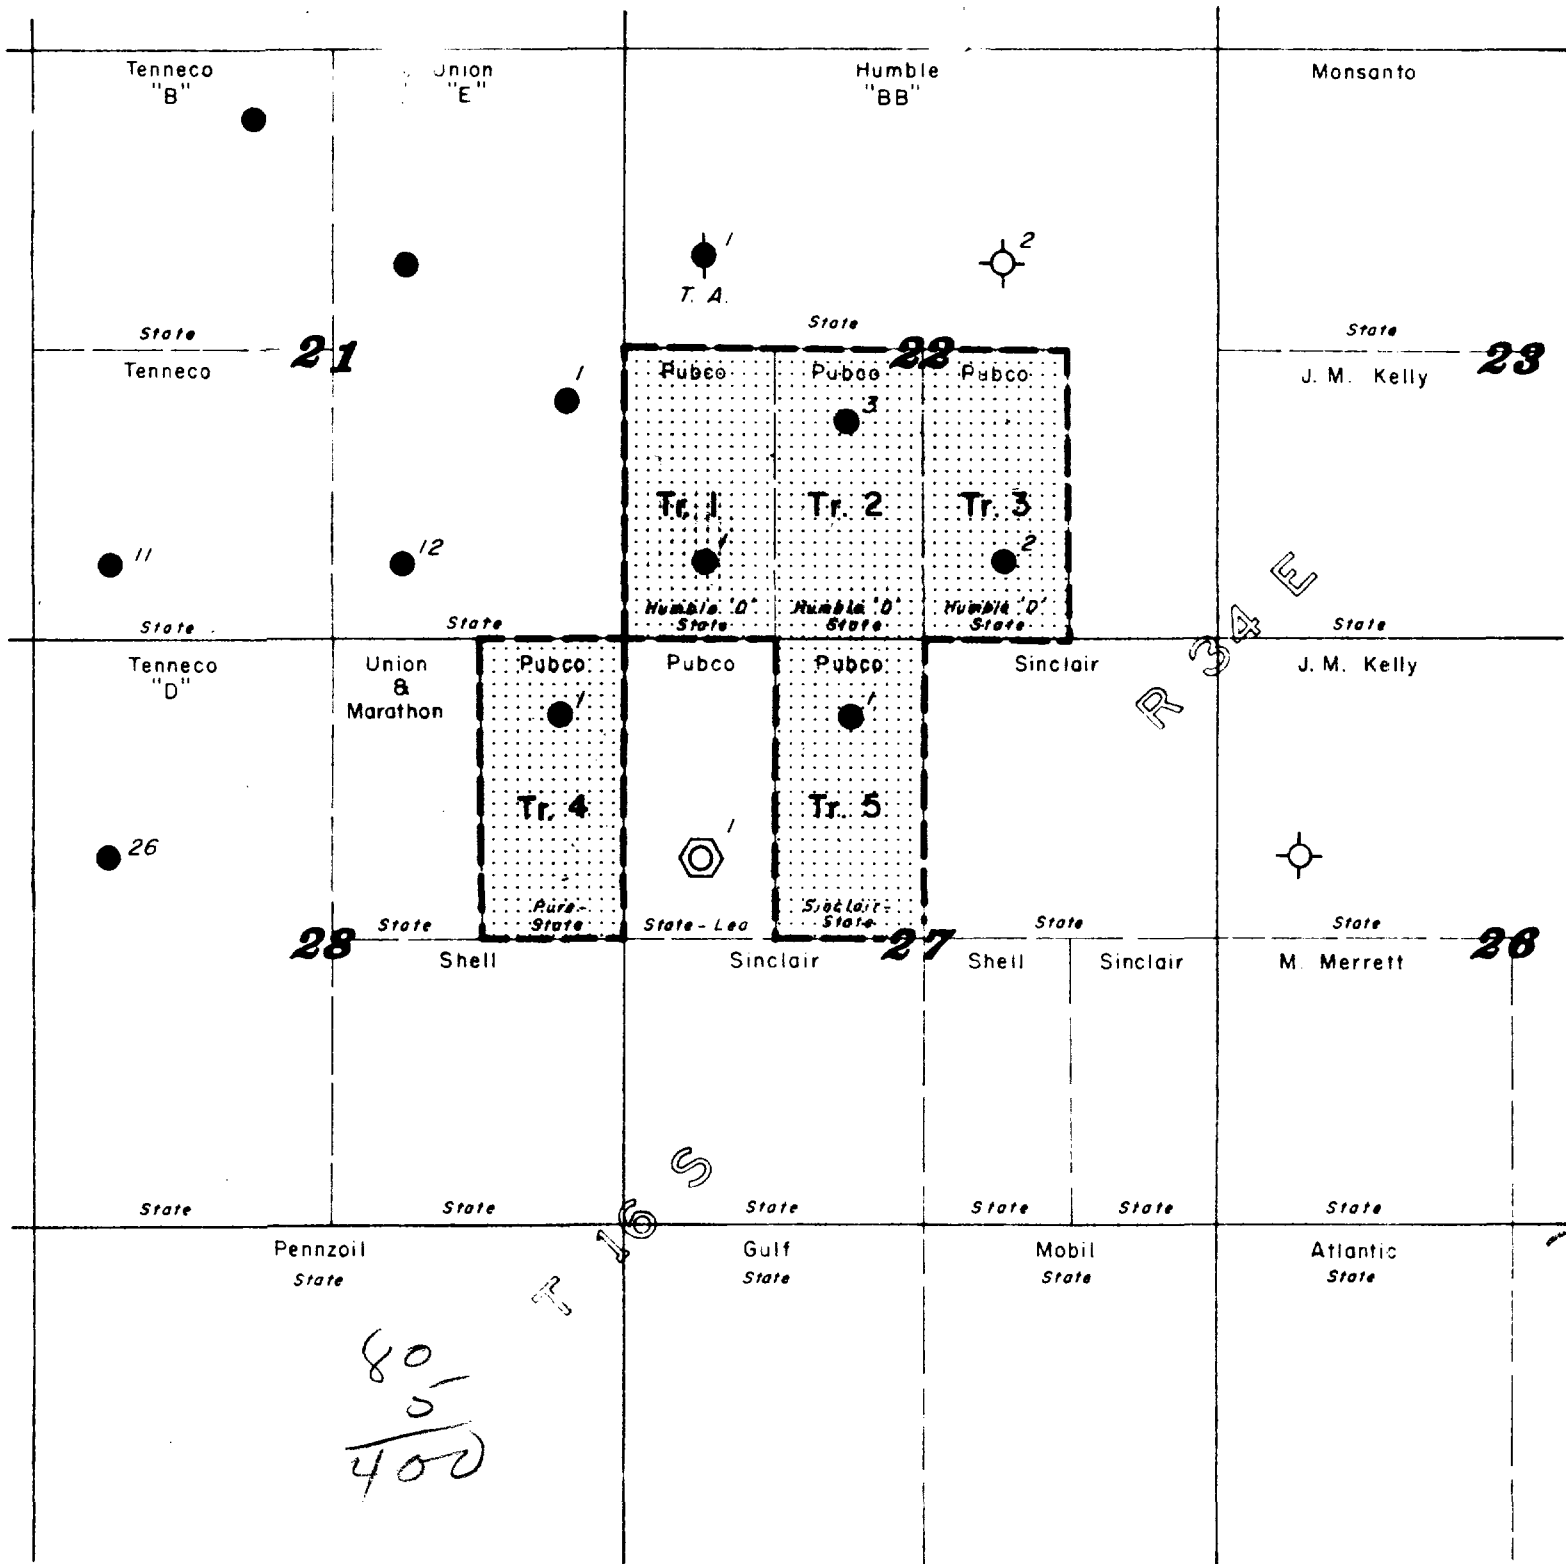 Tenneco
"B"
Union
"E"
Humble
"BB"
Monsanto
1
T. A.
2
State
State
State
21
22
23
Tenneco
Pubco
Pubco
Pubco
J. M. Kelly
1
3
Tr. 1
Tr. 2
Tr. 3
11
12
1
2
R 34 E
Humble 'O' State
Humble 'O' State
Humble 'O' State
State
State
State
Tenneco
"D"
Union
&
Marathon
Pubco
Pubco
Pubco
Sinclair
J. M. Kelly
1
1
Tr. 4
Tr. 5
26
1
State
Pure-
State
State-Lea
Sinclair-
State
State
State
28
27
26
Shell
Sinclair
Shell
Sinclair
M. Merrett
T 16 S
State
State
State
State
State
State
Pennzoil
State
Gulf
State
Mobil
State
Atlantic
State
80
5
400